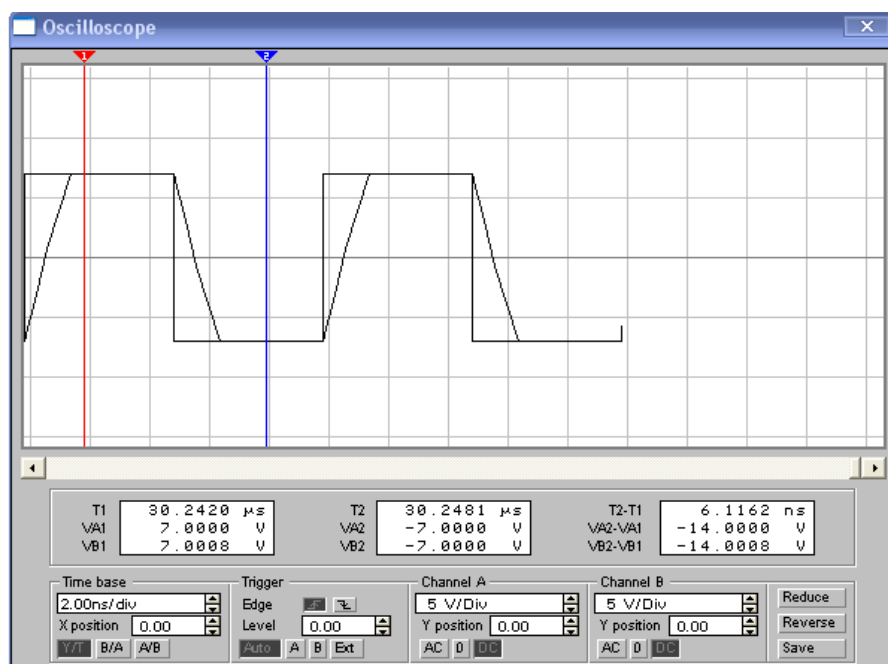 Oscilloscope
1 2
T1 30.2420 μs T2 30.2481 μs T2-T1 6.1162 ns
VA1 7.0000 V VA2 -7.0000 V VA2-VA1 -14.0000 V
VB1 7.0008 V VB2 -7.0000 V VB2-VB1 -14.0008 V
Time base Trigger Channel A Channel B
2.00ns/div Edge 5 V/Div 5 V/Div Reduce
X position 0.00 Level 0.00 Y position 0.00 Y position 0.00 Reverse
Y/T B/A A/B Auto A B Ext AC 0 DC AC 0 DC Save